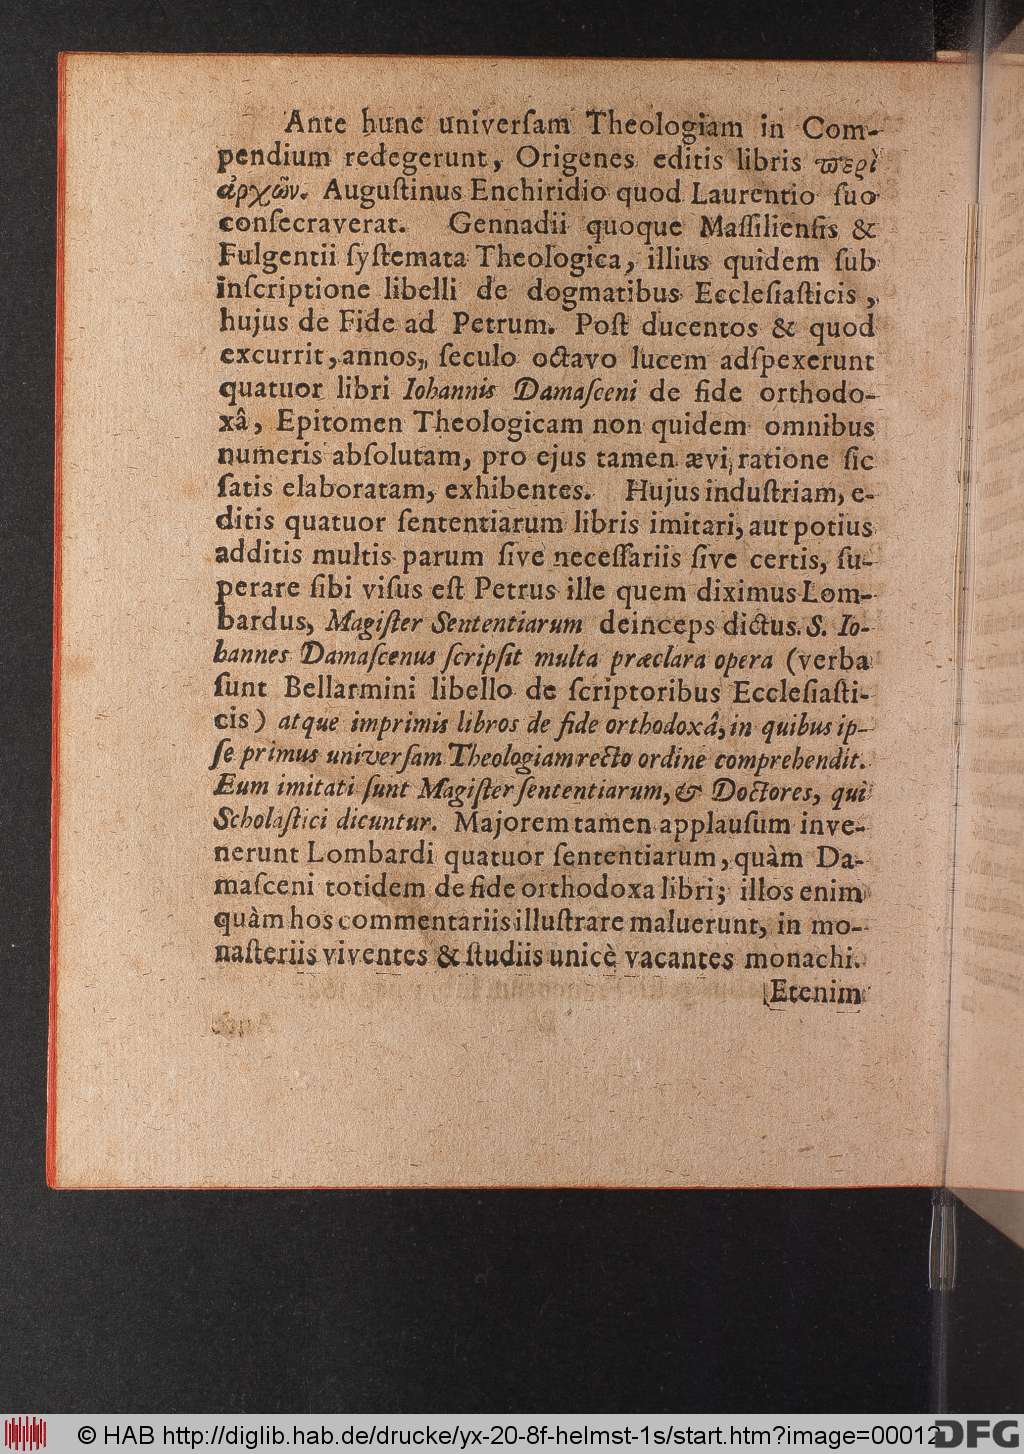 Ante hunc univerſam Theologiam in Com-
pendium redegerunt, Origenes editis libris ϖερὶ
ἀρχῶν. Auguſtinus Enchiridio quod Laurentio ſuo
conſecraverat. Gennadii quoque Maſſilienſis &
Fulgentii ſyſtemata Theologica, illius quidem ſub
inſcriptione libelli de dogmatibus Eccleſiaſticis,
hujus de Fide ad Petrum. Poſt ducentos & quod
excurrit, annos, ſeculo octavo lucem adſpexerunt
quatuor libri Iohannis Damaſceni de fide orthodo-
xâ, Epitomen Theologicam non quidem omnibus
numeris abſolutam, pro ejus tamen ævi ratione ſic
ſatis elaboratam, exhibentes. Hujus induſtriam, e-
ditis quatuor ſententiarum libris imitari, aut potius
additis multis parum ſive neceſſariis ſive certis, ſu-
perare ſibi viſus eſt Petrus ille quem diximus Lom-
bardus, Magiſter Sententiarum deinceps dictus. S. Io-
hannes Damaſcenus ſcripſit multa præclara opera (verba
ſunt Bellarmini libello de ſcriptoribus Eccleſiaſti-
cis) atque imprimis libros de fide orthodoxâ, in quibus ip-
ſe primus univerſam Theologiam recto ordine comprehendit.
Eum imitati ſunt Magiſter ſententiarum, & Doctores, qui
Scholaſtici dicuntur. Majorem tamen applauſum inve-
nerunt Lombardi quatuor ſententiarum, quàm Da-
maſceni totidem de fide orthodoxa libri; illos enim
quàm hos commentariis illuſtrare maluerunt, in mo-
naſteriis viventes & ſtudiis unicè vacantes monachi.
Etenim
© HAB http://diglib.hab.de/drucke/yx-20-8f-helmst-1s/start.htm?image=00012
DFG